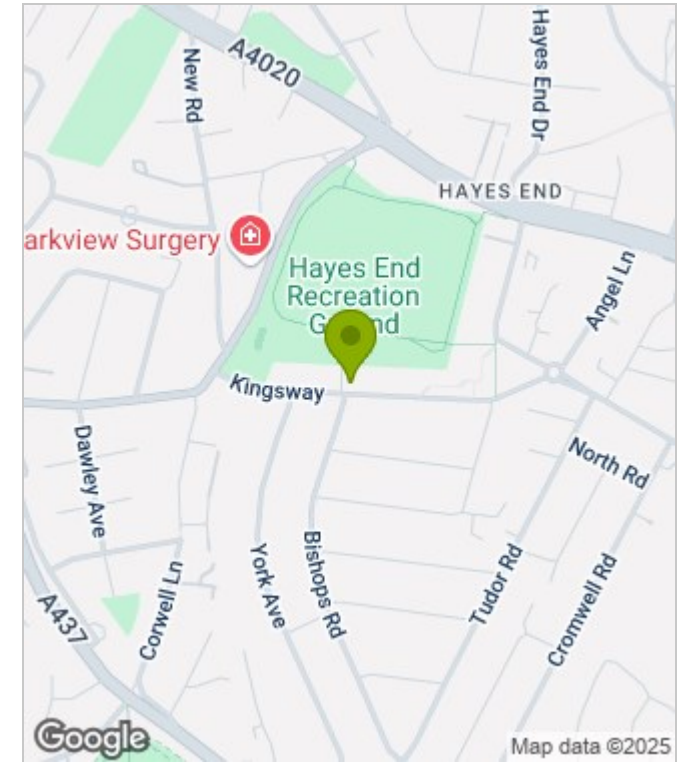 A4020
New Rd
Hayes End Dr
HAYES END
arkview Surgery
Hayes End
Recreation
Angel Ln
Kingsway
North Rd
Dawley Ave
Bishops Rd
York Ave
Tudor Rd
Corwell Ln
Cromwell Rd
A437
Google
Map data ©2025